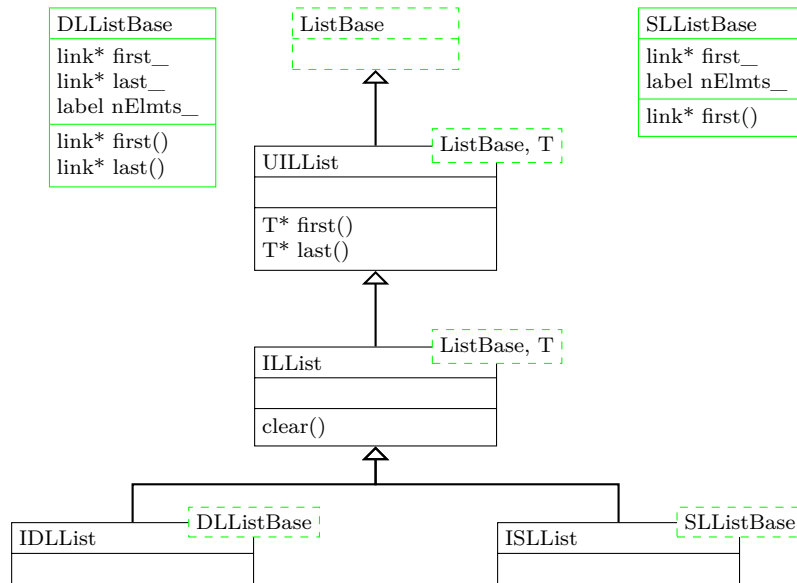 DLListBase
link* first_
link* last_
label nElmts_
link* first()
link* last()
ListBase
SLListBase
link* first_
label nElmts_
link* first()
ListBase, T
UILList
T* first()
T* last()
ListBase, T
ILList
clear()
DLListBase
IDLList
SLListBase
ISLList